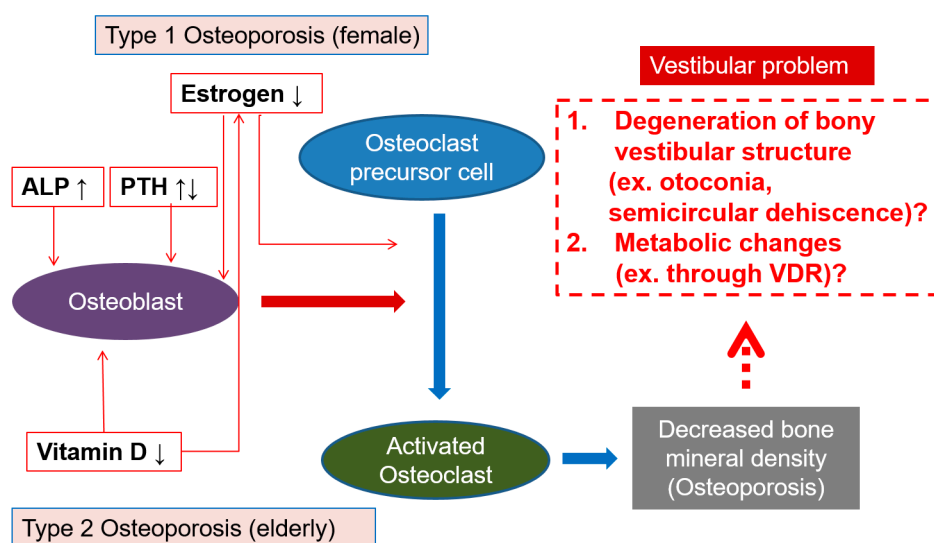 Type 1 Osteoporosis (female)
Vestibular problem
Estrogen ↓
1. Degeneration of bony
vestibular structure
(ex. otoconia,
semicircular dehiscence)?
2. Metabolic changes
(ex. through VDR)?
Osteoclast
precursor cell
ALP ↑
PTH ↑↓
Osteoblast
Vitamin D ↓
Activated
Osteoclast
Decreased bone
mineral density
(Osteoporosis)
Type 2 Osteoporosis (elderly)